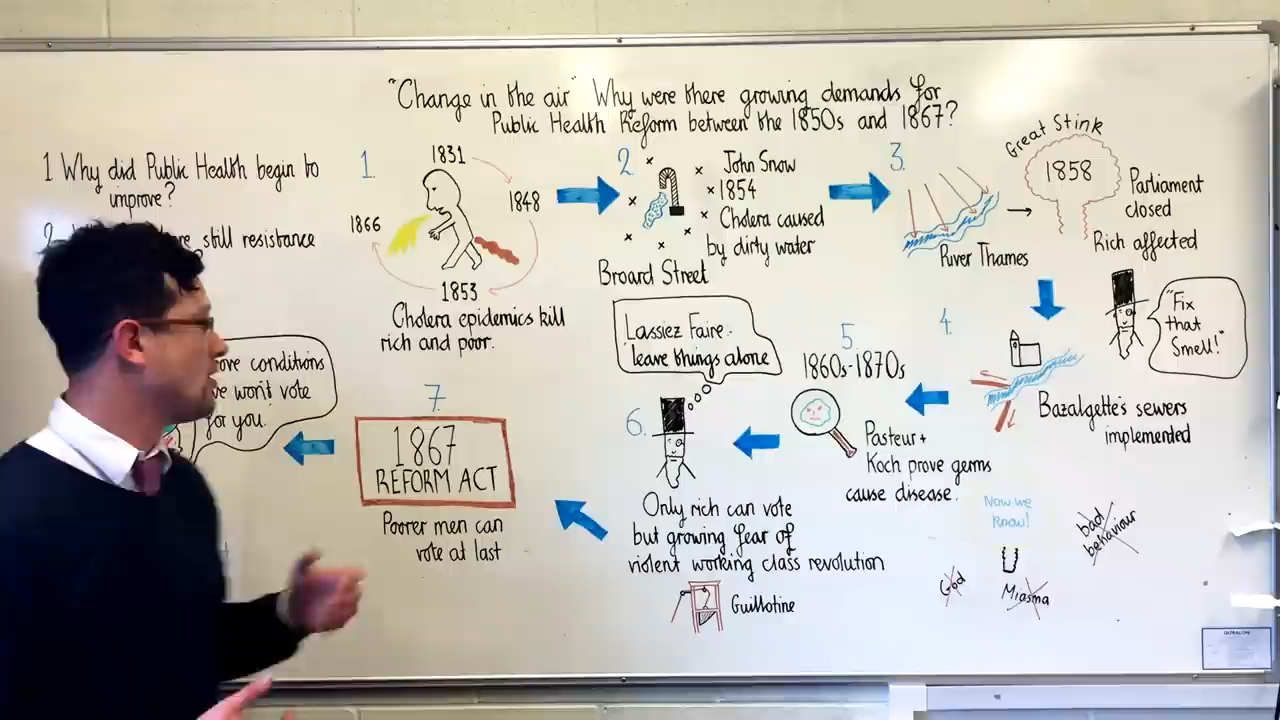 "Change in the air" Why were there growing demands for
Public Health Reform between the 1850s and 1867?
1 Why did Public Health begin to
improve?
still resistance
1.
1831
1848
1853
1866
Cholera epidemics kill
rich and poor.
2.
John Snow
1854
Cholera caused
by dirty water
Broard Street
3.
River Thames
Great Stink
1858
Parliament
closed
Rich affected
"Fix
that
Smell!"
4.
Bazalgette's sewers
implemented
5.
1860s-1870s
Pasteur +
Koch prove germs
cause disease.
Now we
know!
God
Miasma
bad
behaviour
6.
Lassiez Faire -
'leave things alone
Only rich can vote
but growing fear of
violent working class revolution
Guillotine
7.
1867
REFORM ACT
Poorer men can
vote at last
conditions
won't vote
for you.